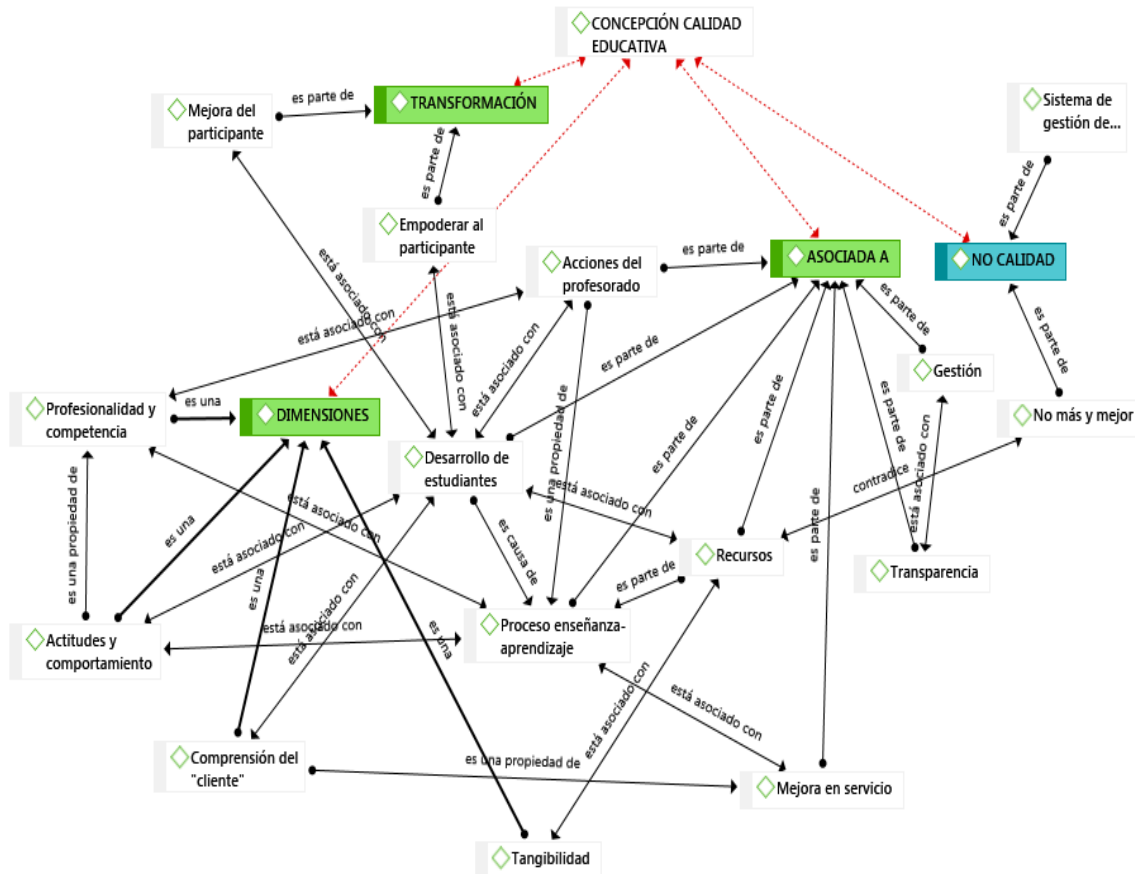 CONCEPCIÓN CALIDAD
EDUCATIVA
es parte de
TRANSFORMACIÓN
Mejora del
participante
Sistema de
gestión de...
es parte de
es parte de
Empoderar al
participante
Acciones del
profesorado
es parte de
ASOCIADA A
NO CALIDAD
está asociado con
está asociado con
está asociado con
está asociado con
es parte de
es parte de
es parte de
Gestión
Profesionalidad y
competencia
es una
DIMENSIONES
No más y mejor
es parte de
es parte de
es parte de
Desarrollo de
estudiantes
es una propiedad de
es una propiedad de
está asociado con
está asociado con
está asociado con
contradice
es una
está asociado con
es causa de
es parte de
Recursos
Transparencia
es una
es parte de
está asociado con
Actitudes y
comportamiento
está asociado con
es una
Proceso enseñanza-
aprendizaje
está asociado con
está asociado con
Comprensión del
"cliente"
es una propiedad de
Mejora en servicio
Tangibilidad